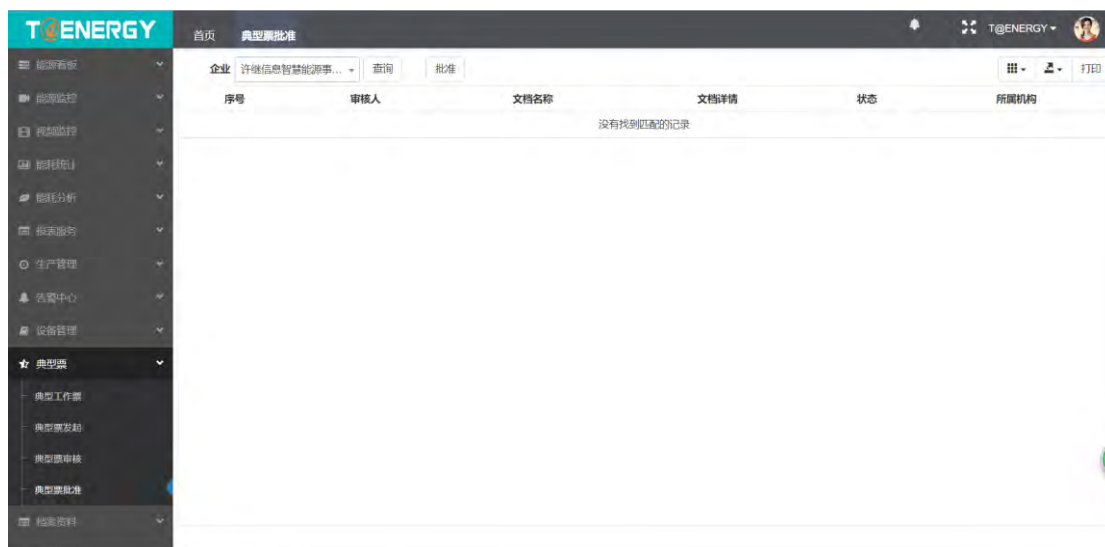 T@ENERGY
首页 典型票批准
T@ENERGY
能源看板
能源监控
视频监控
能耗统计
能耗分析
报表服务
生产管理
告警中心
设备管理
典型票
典型工作票
典型票发起
典型票审核
典型票批准
档案资料
企业 许继信息智慧能源事... 查询 批准
打印
序号 审核人 文档名称 文档详情 状态 所属机构
没有找到匹配的记录